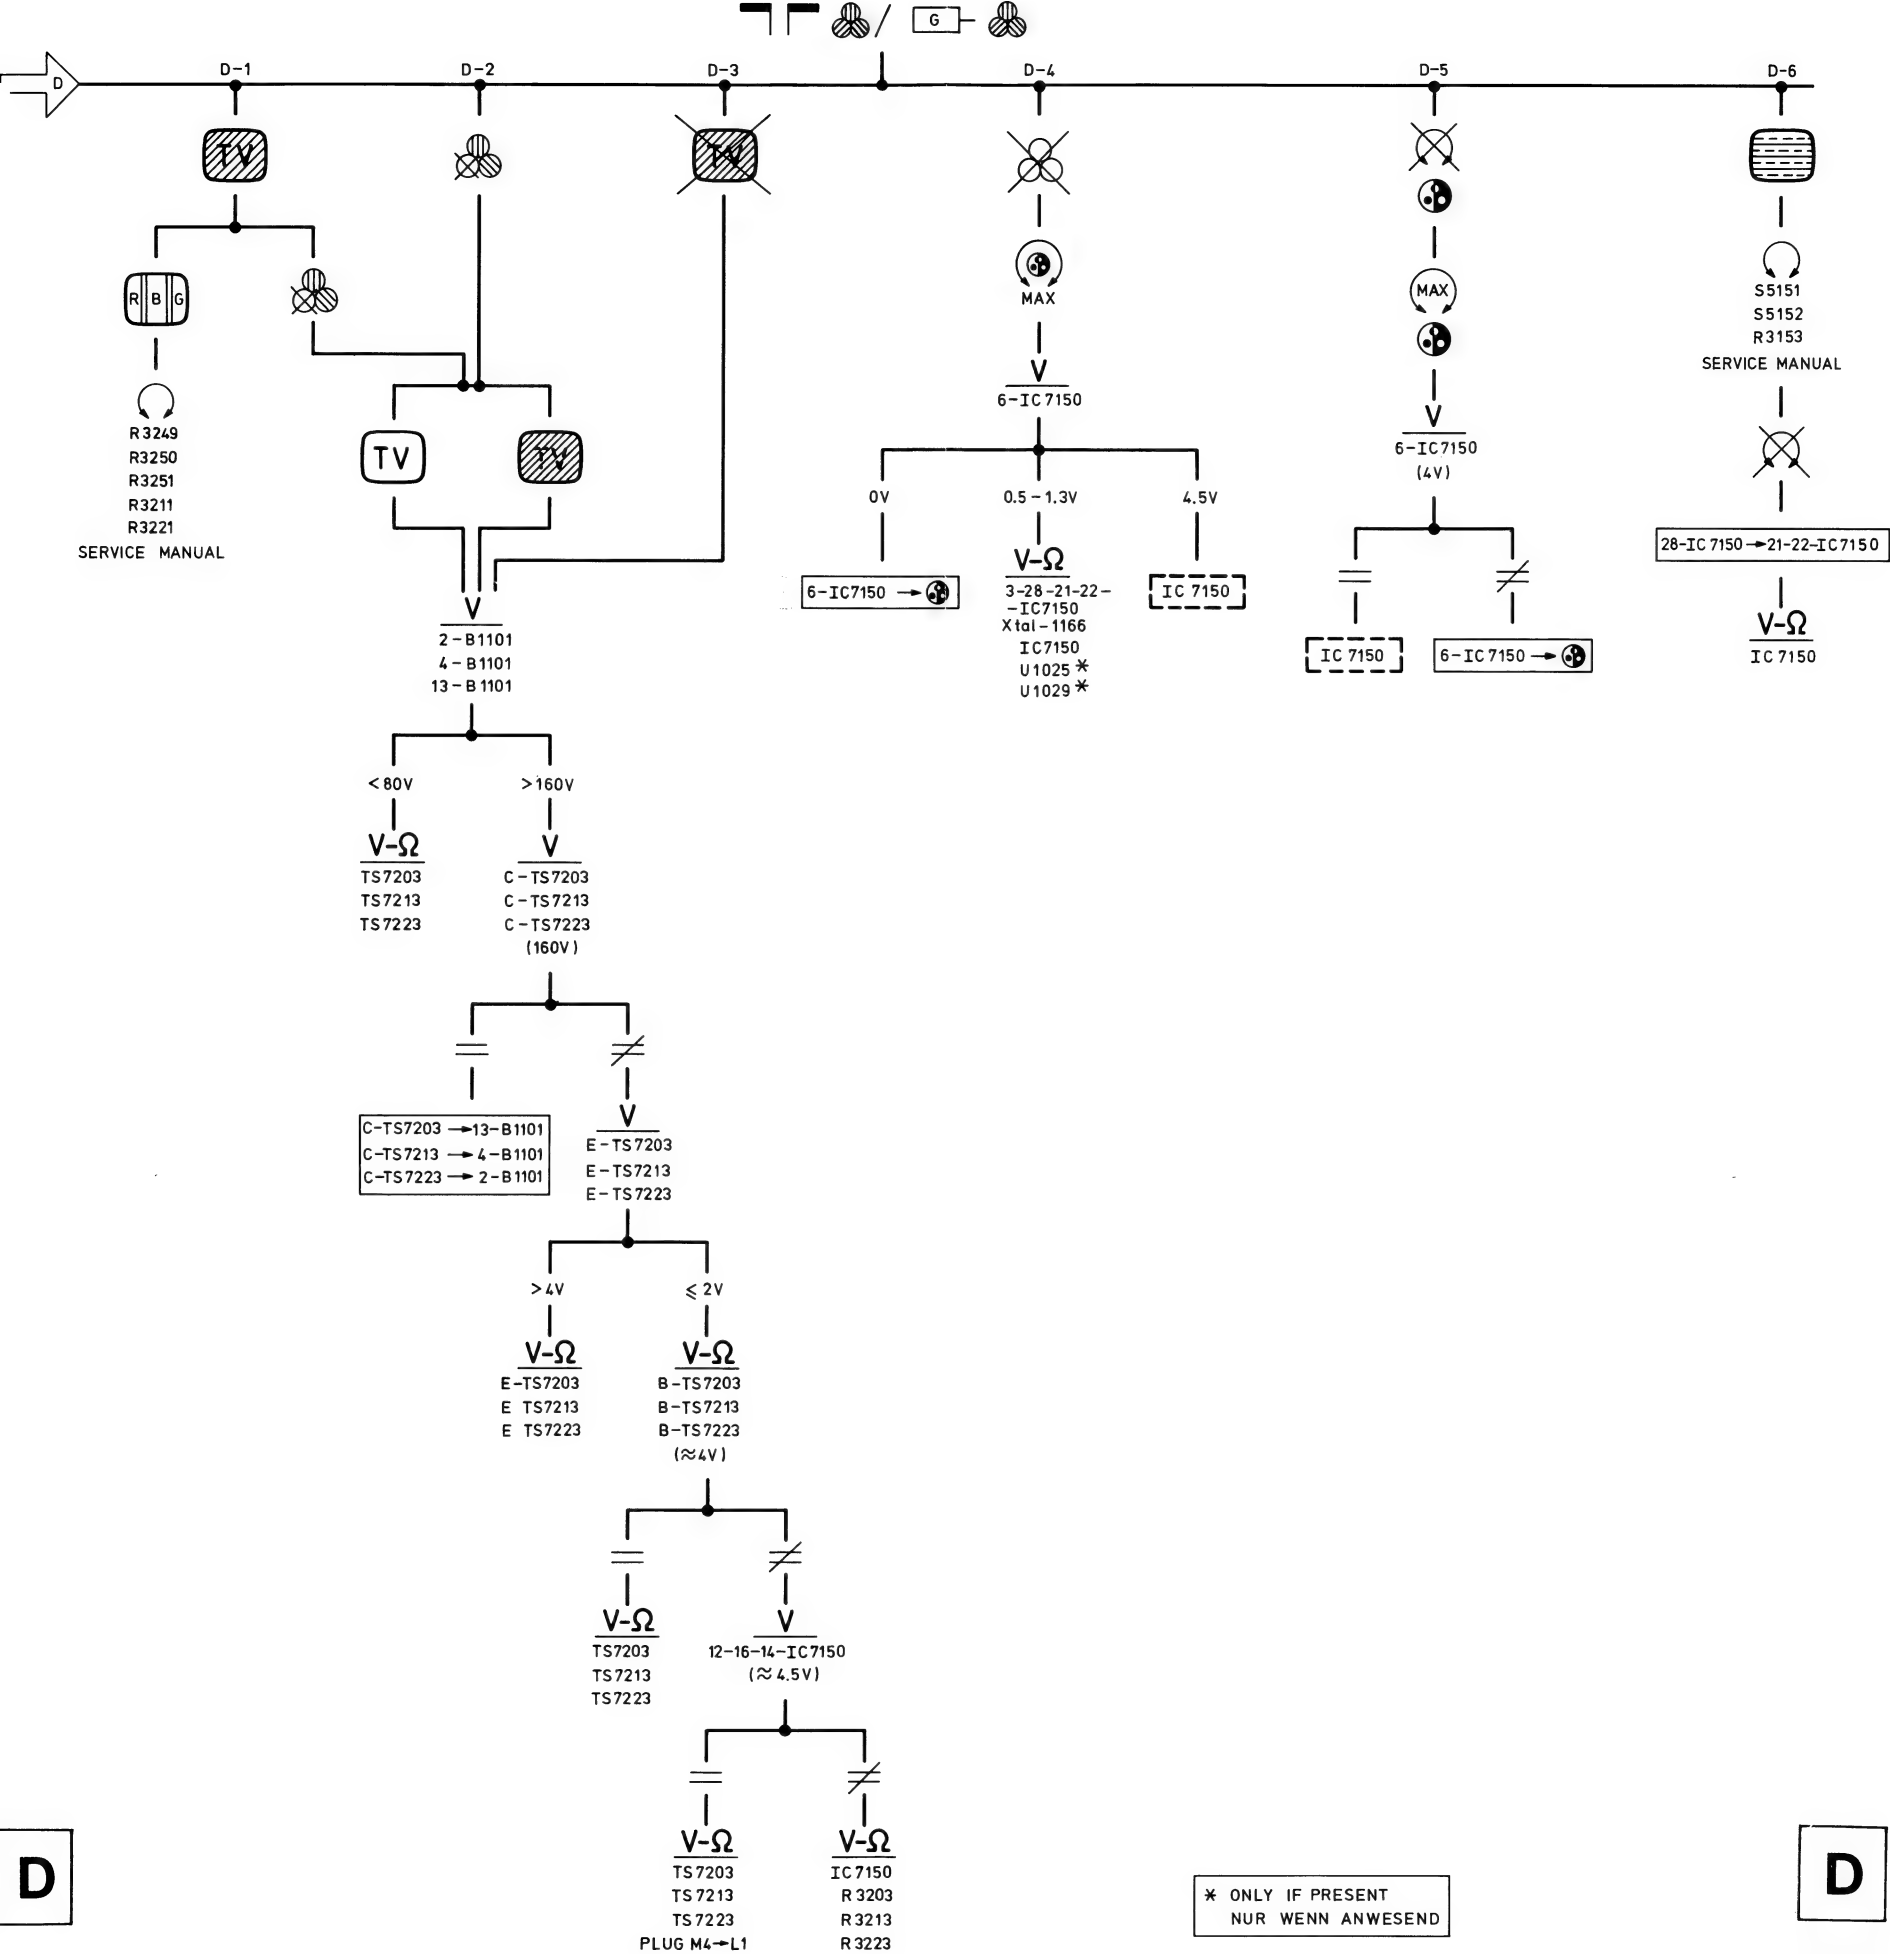 G
D
D-1
D-2
D-3
D-4
D-5
D-6
TV
R B G
R3249
R3250
R3251
R3211
R3221
SERVICE MANUAL
TV
TV
TV
V
2-B1101
4-B1101
13-B1101
<80V
>160V
V-Ω
TS7203
TS7213
TS7223
V
C-TS7203
C-TS7213
C-TS7223
(160V)
=
≠
C-TS7203 → 13-B1101
C-TS7213 → 4-B1101
C-TS7223 → 2-B1101
V
E-TS7203
E-TS7213
E-TS7223
>4V
⩽ 2V
V-Ω
E-TS7203
E TS7213
E TS7223
V-Ω
B-TS7203
B-TS7213
B-TS7223
(≈4V)
=
≠
V-Ω
TS7203
TS7213
TS7223
V
12-16-14-IC7150
(≈4.5V)
=
≠
V-Ω
TS7203
TS7213
TS7223
PLUG M4→L1
V-Ω
IC7150
R3203
R3213
R3223
MAX
V
6-IC7150
0V
0.5-1.3V
4.5V
6-IC7150 →
V-Ω
3-28-21-22-
-IC7150
Xtal-1166
IC7150
U1025 *
U1029 *
IC 7150
MAX
V
6-IC7150
(4V)
=
≠
IC 7150
6-IC7150 →
S5151
S5152
R3153
SERVICE MANUAL
28-IC7150→21-22-IC7150
V-Ω
IC7150
D
* ONLY IF PRESENT
NUR WENN ANWESEND
D